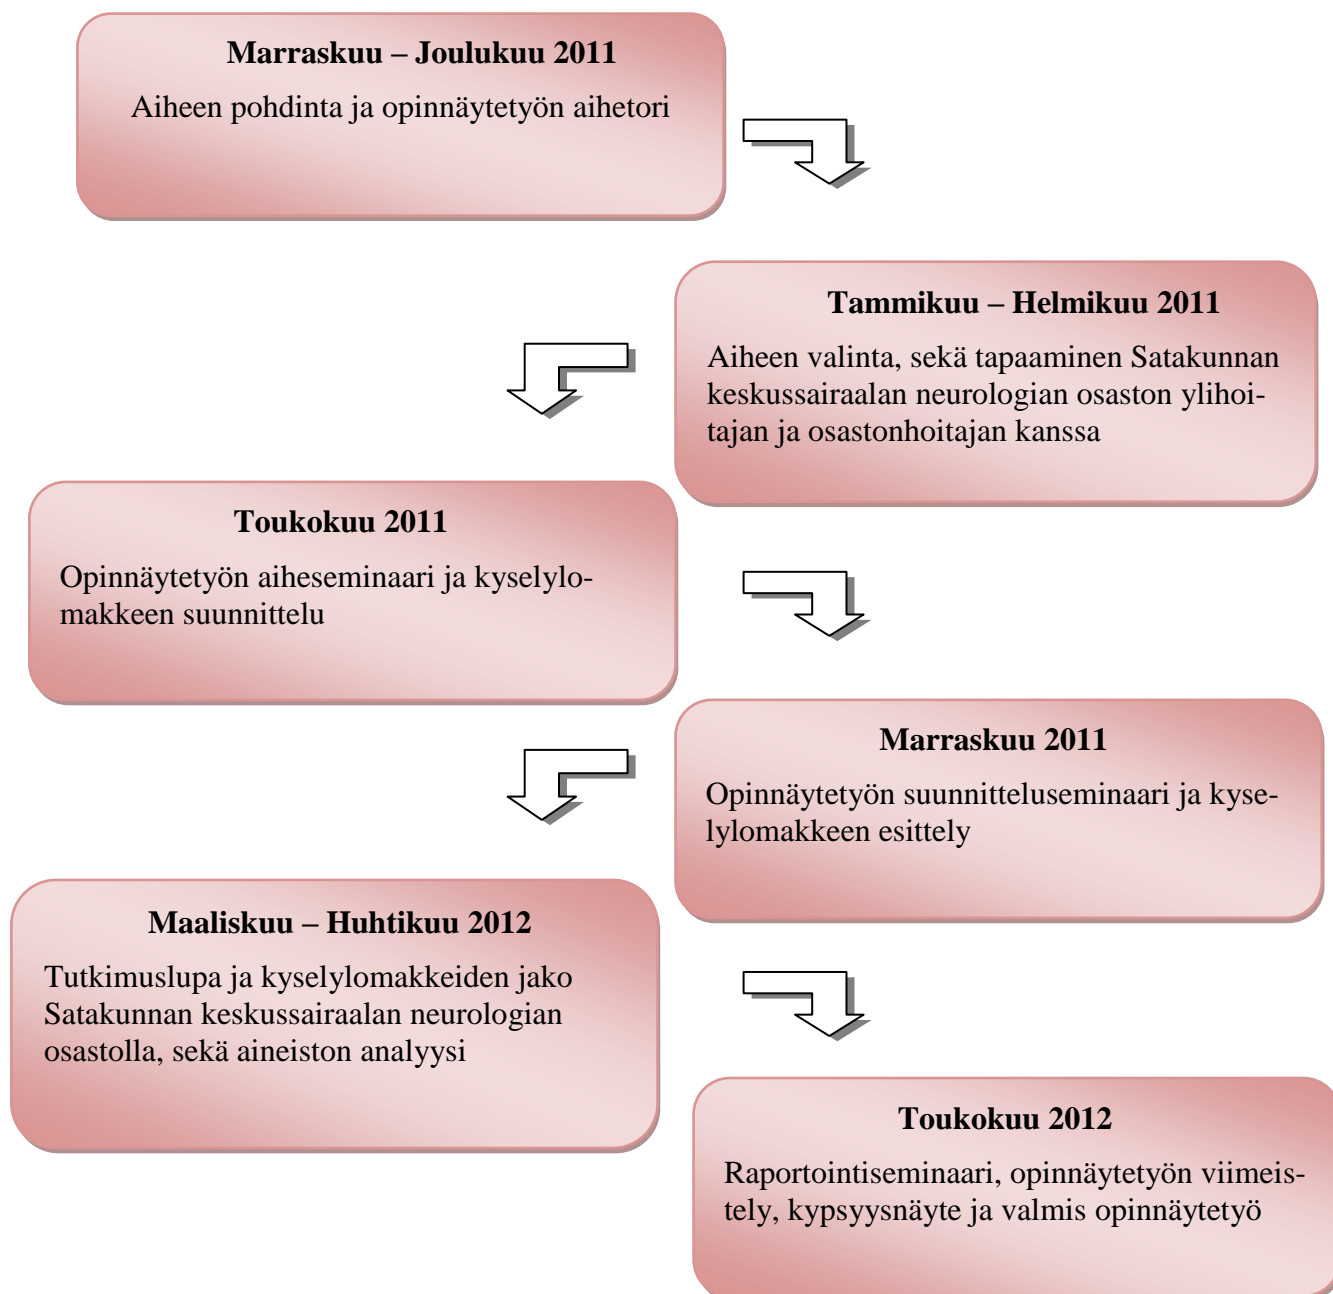 Marraskuu – Joulukuu 2011
Aiheen pohdinta ja opinnäytetyön aihetori
Tammikuu – Helmikuu 2011
Aiheen valinta, sekä tapaaminen Satakunnan
keskussairaalan neurologian osaston ylihoi-
tajan ja osastonhoitajan kanssa
Toukokuu 2011
Opinnäytetyön aiheseminaari ja kyselylo-
makkeen suunnittelu
Marraskuu 2011
Opinnäytetyön suunnitteluseminaari ja kyse-
lylomakkeen esittely
Maaliskuu – Huhtikuu 2012
Tutkimuslupa ja kyselylomakkeiden jako
Satakunnan keskussairaalan neurologian
osastolla, sekä aineiston analyysi
Toukokuu 2012
Raportointiseminaari, opinnäytetyön viimeis-
tely, kypsyysnäyte ja valmis opinnäytetyö